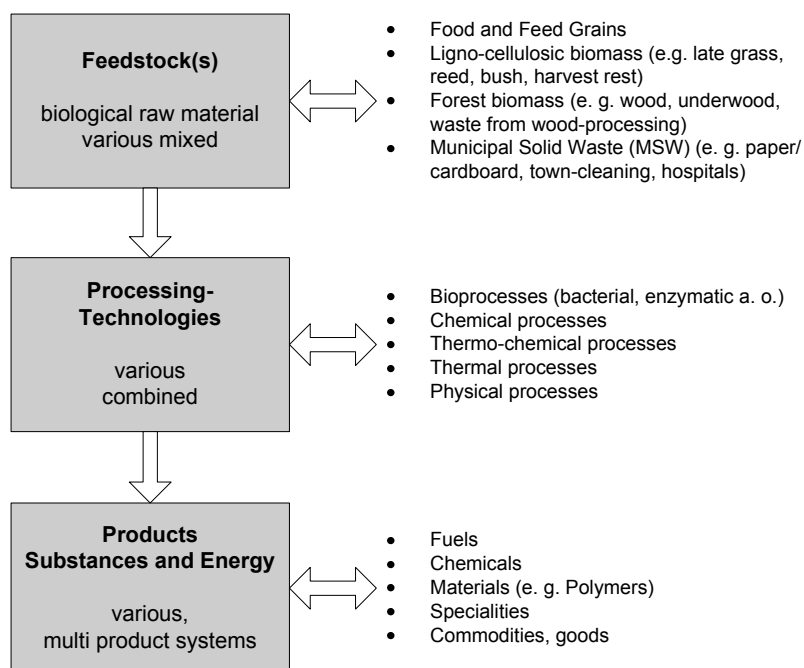 Feedstock(s)
biological raw material
various mixed
• Food and Feed Grains
• Ligno-cellulosic biomass (e.g. late grass,
reed, bush, harvest rest)
• Forest biomass (e. g. wood, underwood,
waste from wood-processing)
• Municipal Solid Waste (MSW) (e. g. paper/
cardboard, town-cleaning, hospitals)
Processing-
Technologies
various
combined
• Bioprocesses (bacterial, enzymatic a. o.)
• Chemical processes
• Thermo-chemical processes
• Thermal processes
• Physical processes
Products
Substances and Energy
various,
multi product systems
• Fuels
• Chemicals
• Materials (e. g. Polymers)
• Specialities
• Commodities, goods